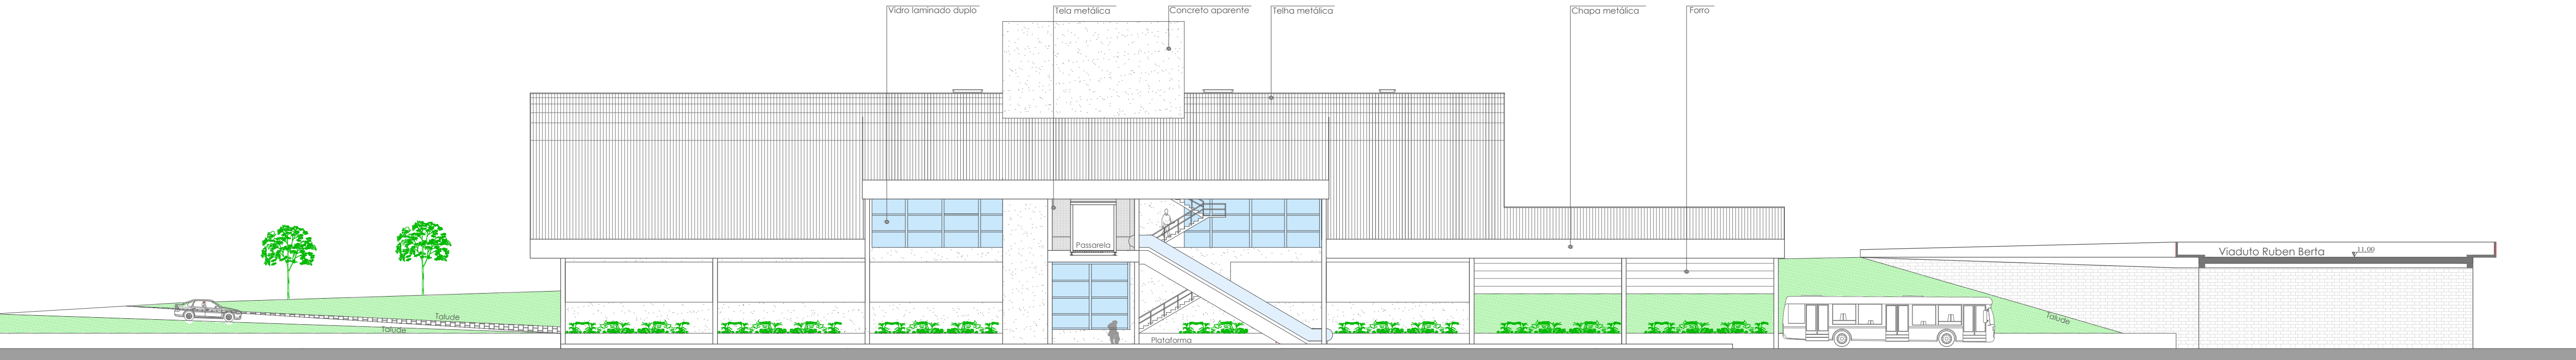 Vidro laminado duplo
Tela metálica
Concreto aparente
Telha metálica
Chapa metálica
Forro
Passarela
Viaduto Ruben Berta
11,00
Talude
Talude
Talude
Plataforma